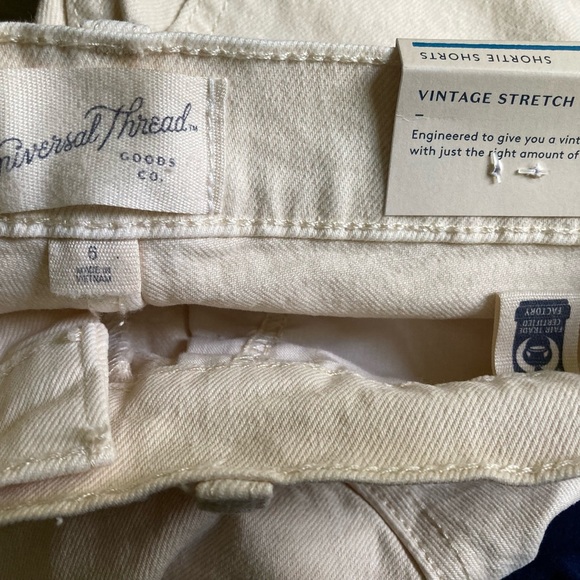 SHORTIE SHORTS
Universal Thread™
GOODS
CO.
VINTAGE STRETCH
Engineered to give you a vint
with just the right amount of
6
MADE IN
VIETNAM
FAIR TRADE
CERTIFIED
FACTORY